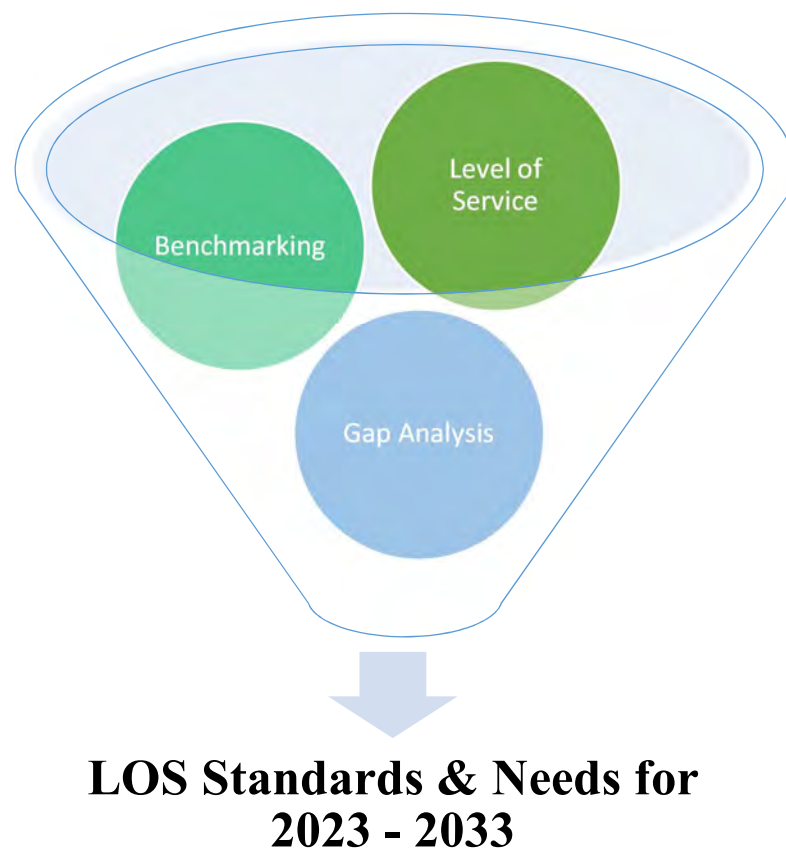 Level of
Service
Benchmarking
Gap Analysis
LOS Standards & Needs for
2023 - 2033